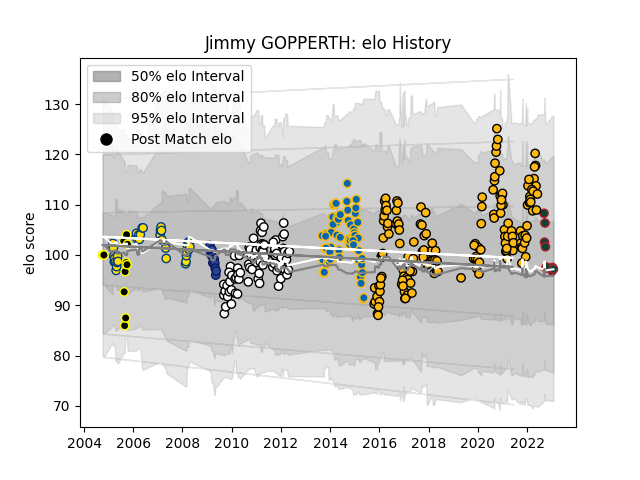 Jimmy GOPPERTH: elo History
50% elo Interval
80% elo Interval
95% elo Interval
Post Match elo
elo score
130
120
110
100
90
80
70
2004 2006 2008 2010 2012 2014 2016 2018 2020 2022